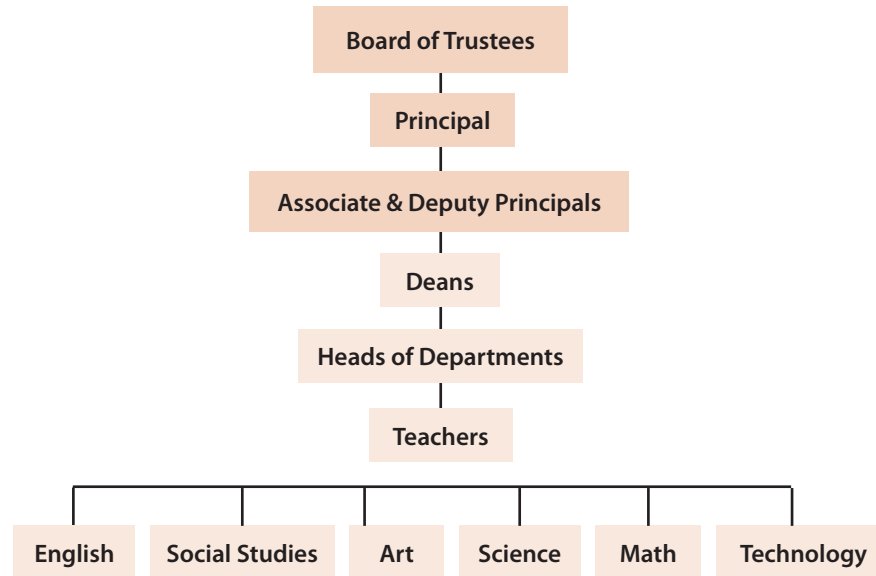 Board of Trustees
Principal
Associate & Deputy Principals
Deans
Heads of Departments
Teachers
English
Social Studies
Art
Science
Math
Technology